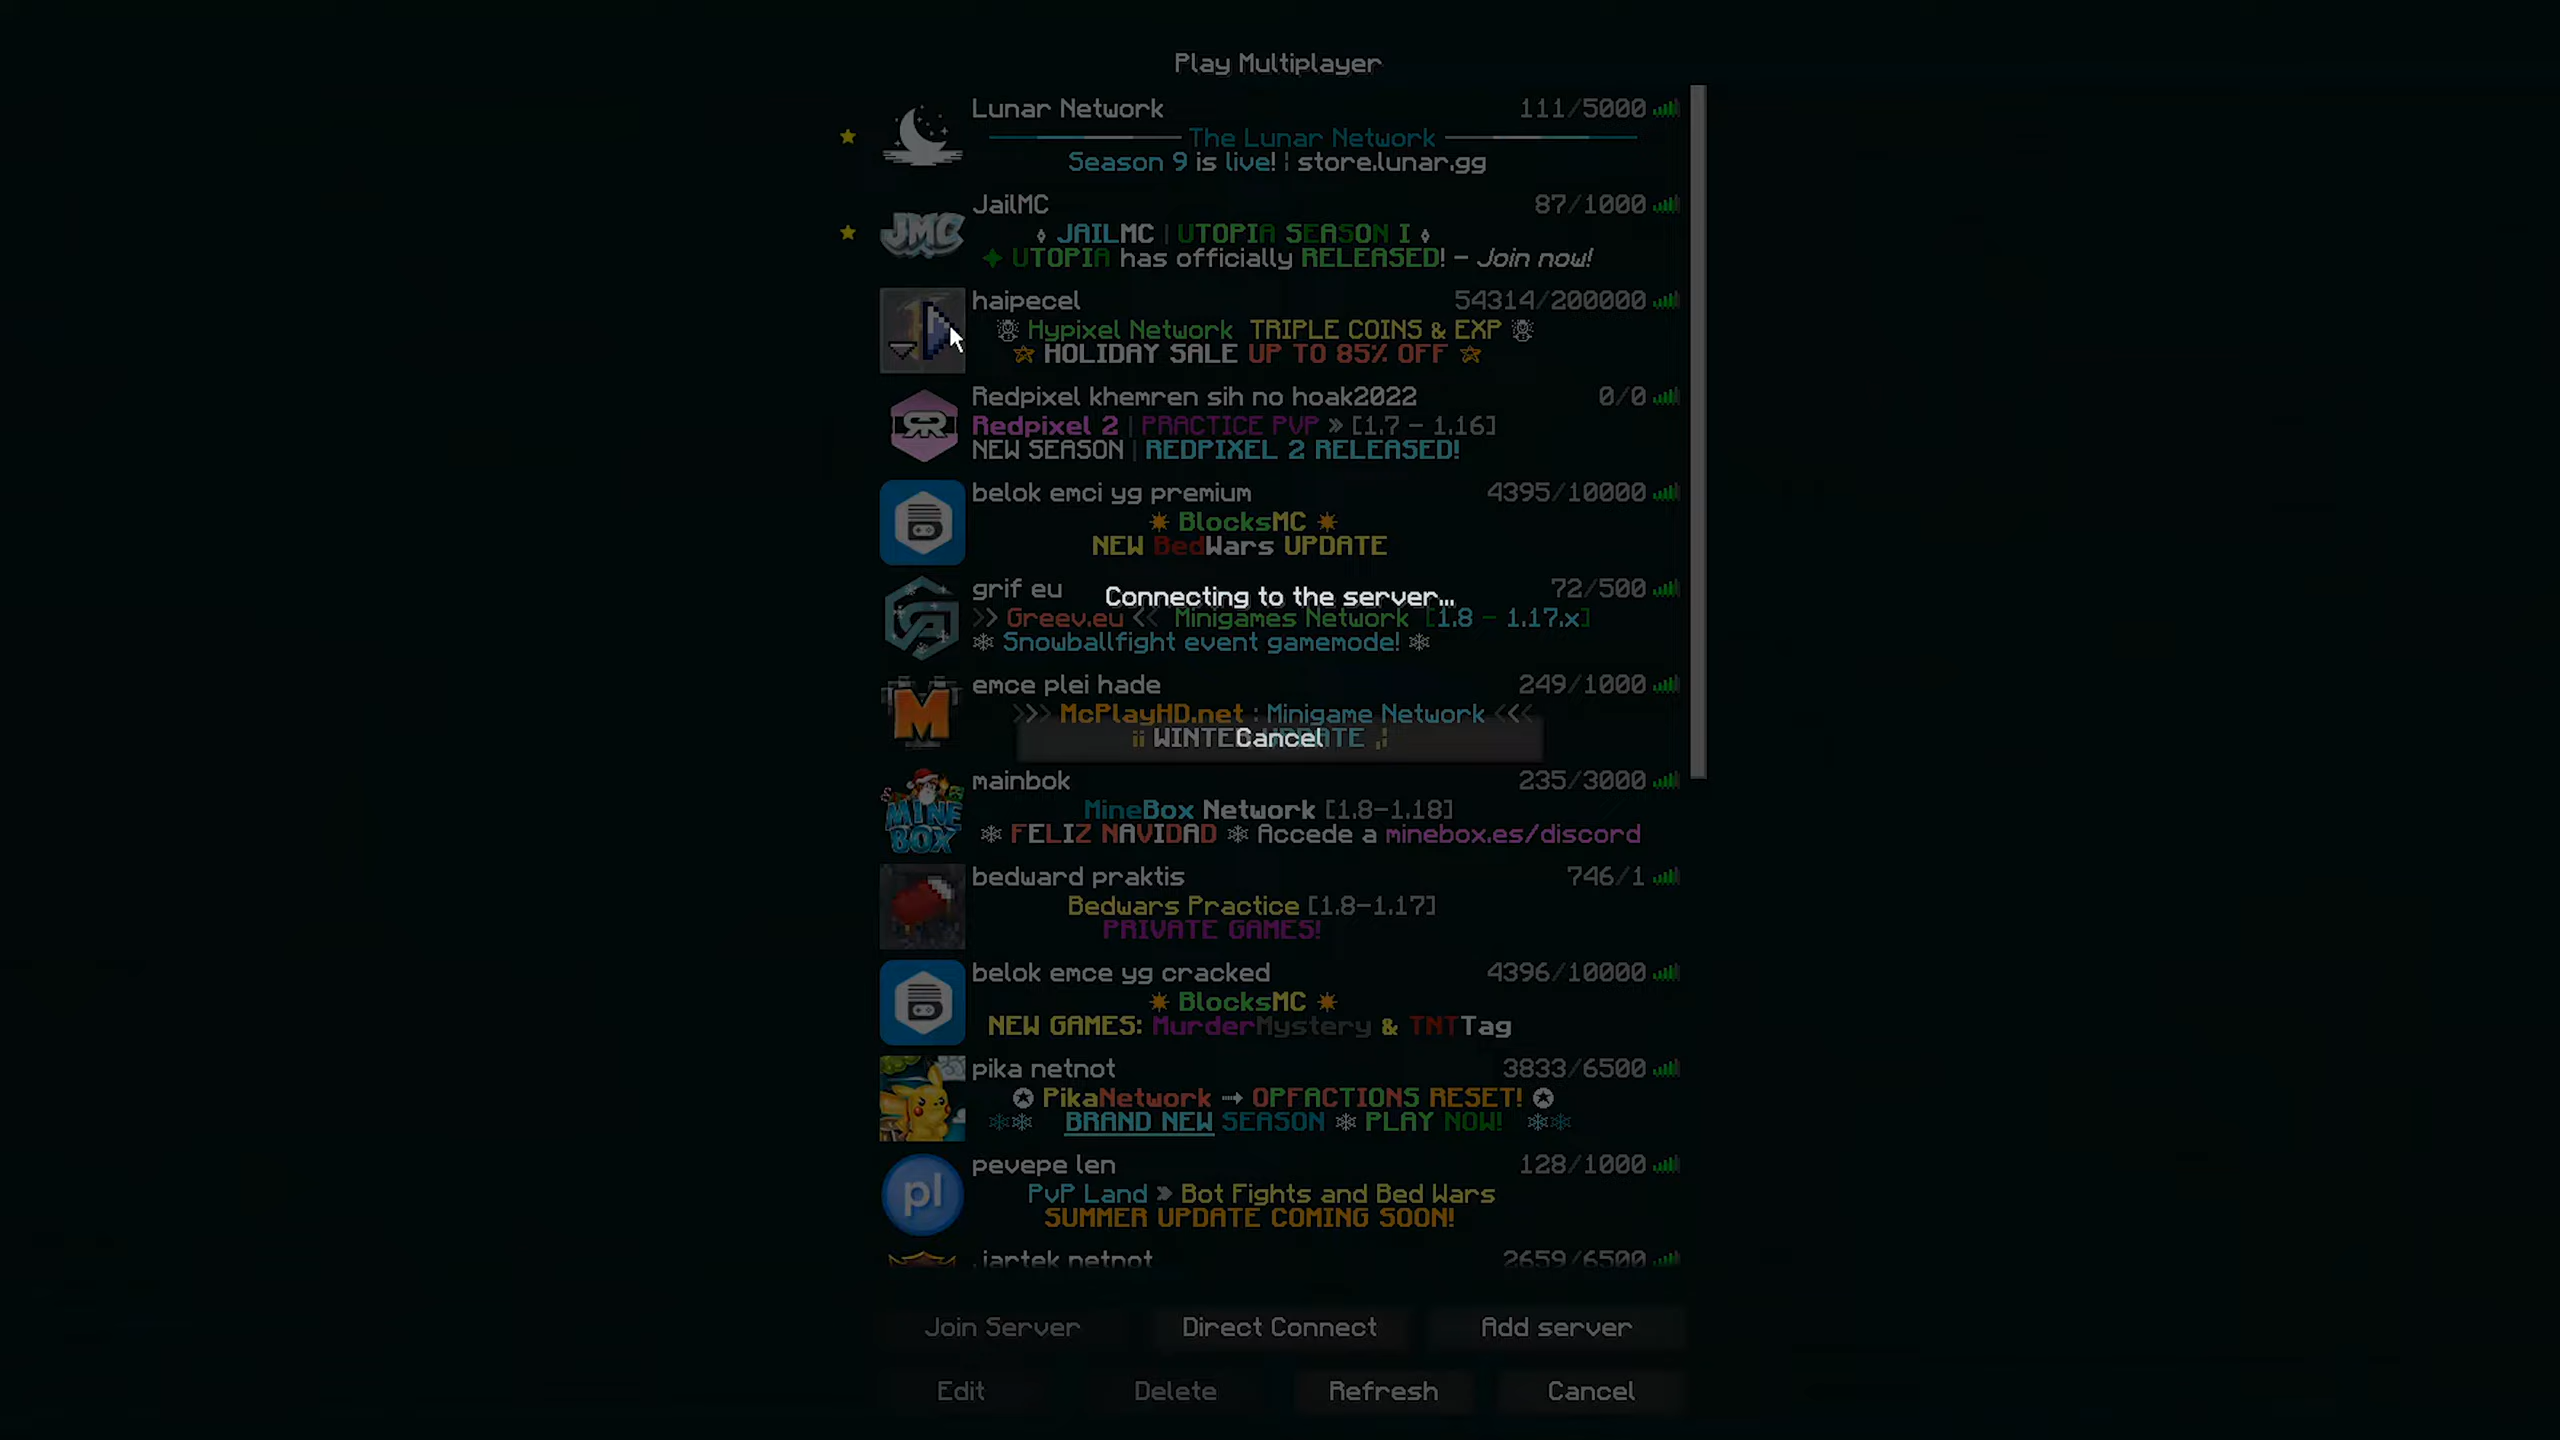 Play Multiplayer
Lunar Network 111/5000
The Lunar Network
Season 9 is live! ¦ store.lunar.gg
JailMC 87/1000
JMC
JAILMC | UTOPIA SEASON I
UTOPIA has officially RELEASED! – Join now!
haipecel 54314/200000
Hypixel Network TRIPLE COINS & EXP
HOLIDAY SALE UP TO 85% OFF
Redpixel khemren sih no hoak2022 0/0
Redpixel 2 | PRACTICE PVP » [1.7 – 1.16]
NEW SEASON | REDPIXEL 2 RELEASED!
belok emci yg premium 4395/10000
BlocksMC
NEW BedWars UPDATE
grif eu 72/500
Connecting to the server...
>> Greev.eu << Minigames Network [1.8 – 1.17.x]
Snowballfight event gamemode!
emce plei hade 249/1000
M
>>> McPlayHD.net : Minigame Network <<<
WINTER UPDATE
Cancel
mainbok 235/3000
MINE BOX
MineBox Network [1.8–1.18]
FELIZ NAVIDAD Accede a minebox.es/discord
bedward praktis 746/1
Bedwars Practice [1.8–1.17]
PRIVATE GAMES!
belok emce yg cracked 4396/10000
BlocksMC
NEW GAMES: MurderMystery & TNTTag
pika netnot 3833/6500
PikaNetwork → OPFACTIONS RESET!
BRAND NEW SEASON PLAY NOW!
pevepe len 128/1000
pl
PvP Land » Bot Fights and Bed Wars
SUMMER UPDATE COMING SOON!
jartek netnot 2659/6500
Join Server Direct Connect Add server
Edit Delete Refresh Cancel